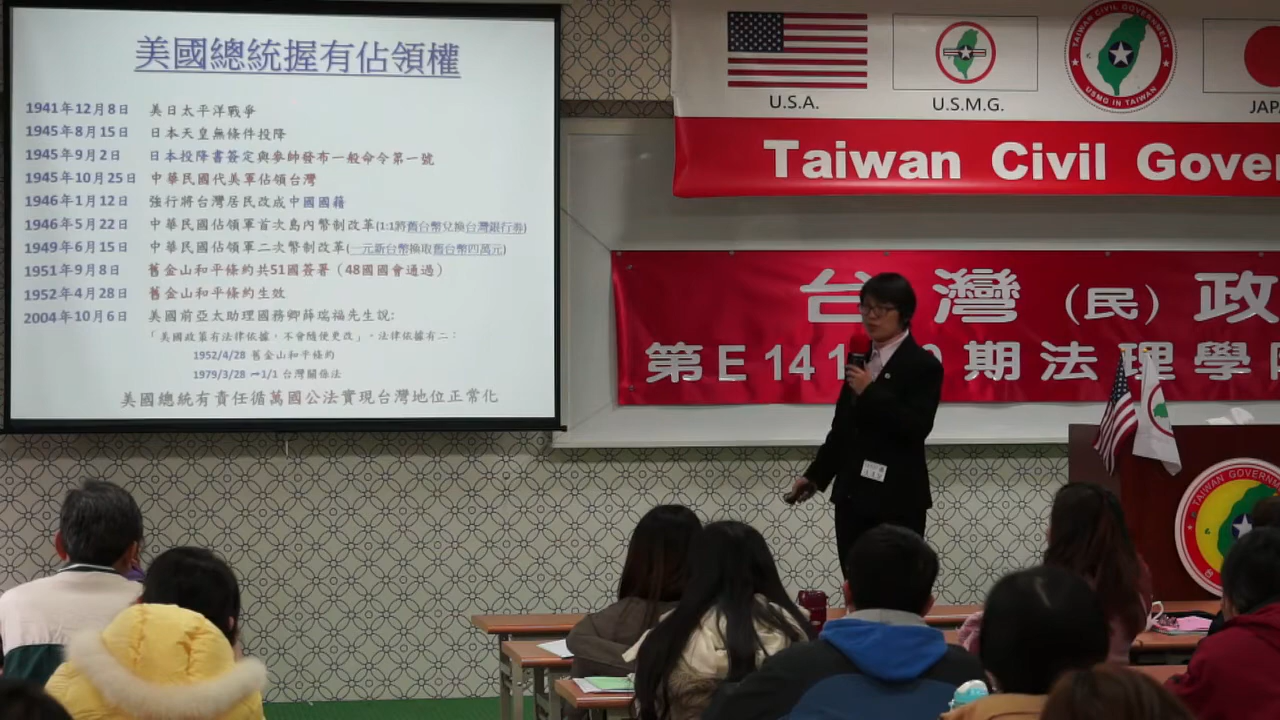 美國總統握有佔領權
1941年12月8日 美日太平洋戰爭
1945年8月15日 日本天皇無條件投降
1945年9月2日 日本投降書簽定與麥帥發布一般命令第一號
1945年10月25日 中華民國代美軍佔領台灣
1946年1月12日 強行將台灣居民改成中國國籍
1946年5月22日 中華民國佔領軍首次島內幣制改革(1:1將舊台幣兌換台灣銀行券)
1949年6月15日 中華民國佔領軍二次幣制改革(一元新台幣換取舊台幣四萬元)
1951年9月8日 舊金山和平條約共51國簽署（48國國會通過）
1952年4月28日 舊金山和平條約生效
2004年10月6日 美國前亞太助理國務卿薛瑞福先生說:
「美國政策有法律依據，不會隨便更改」，法律依據有二：
1952/4/28 舊金山和平條約
1979/3/28 ➡1/1 台灣關係法
美國總統有責任循萬國公法實現台灣地位正常化
U.S.A.
U.S.M.G.
TAIWAN CIVIL GOVERNMENT
USMG IN TAIWAN
JAPA
Taiwan Civil Gover
台灣(民)政
第E141 期法理學
TAIWAN GOVERNMENT